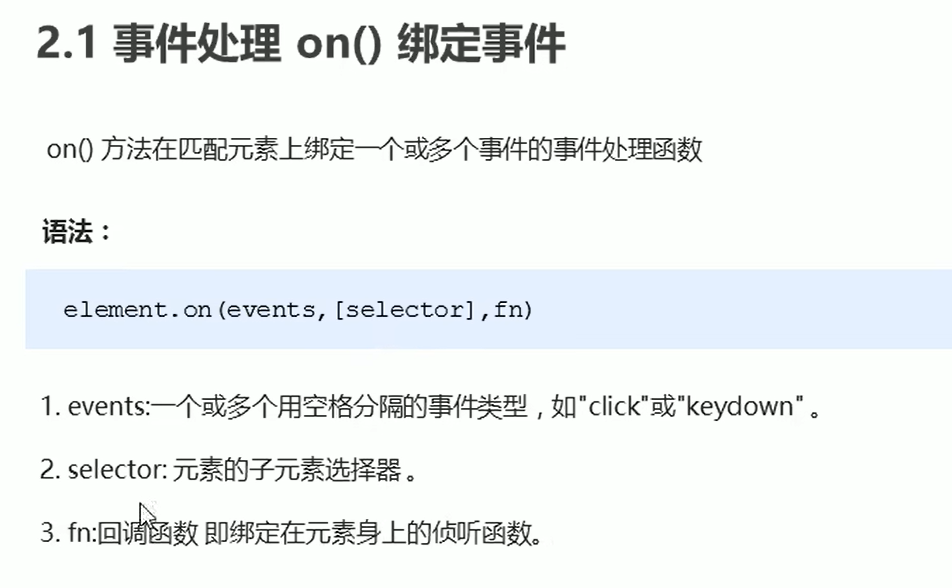 2.1 事件处理 on() 绑定事件
on() 方法在匹配元素上绑定一个或多个事件的事件处理函数
语法：
element.on(events,[selector],fn)
1. events:一个或多个用空格分隔的事件类型，如"click"或"keydown" 。
2. selector: 元素的子元素选择器 。
3. fn:回调函数 即绑定在元素身上的侦听函数。